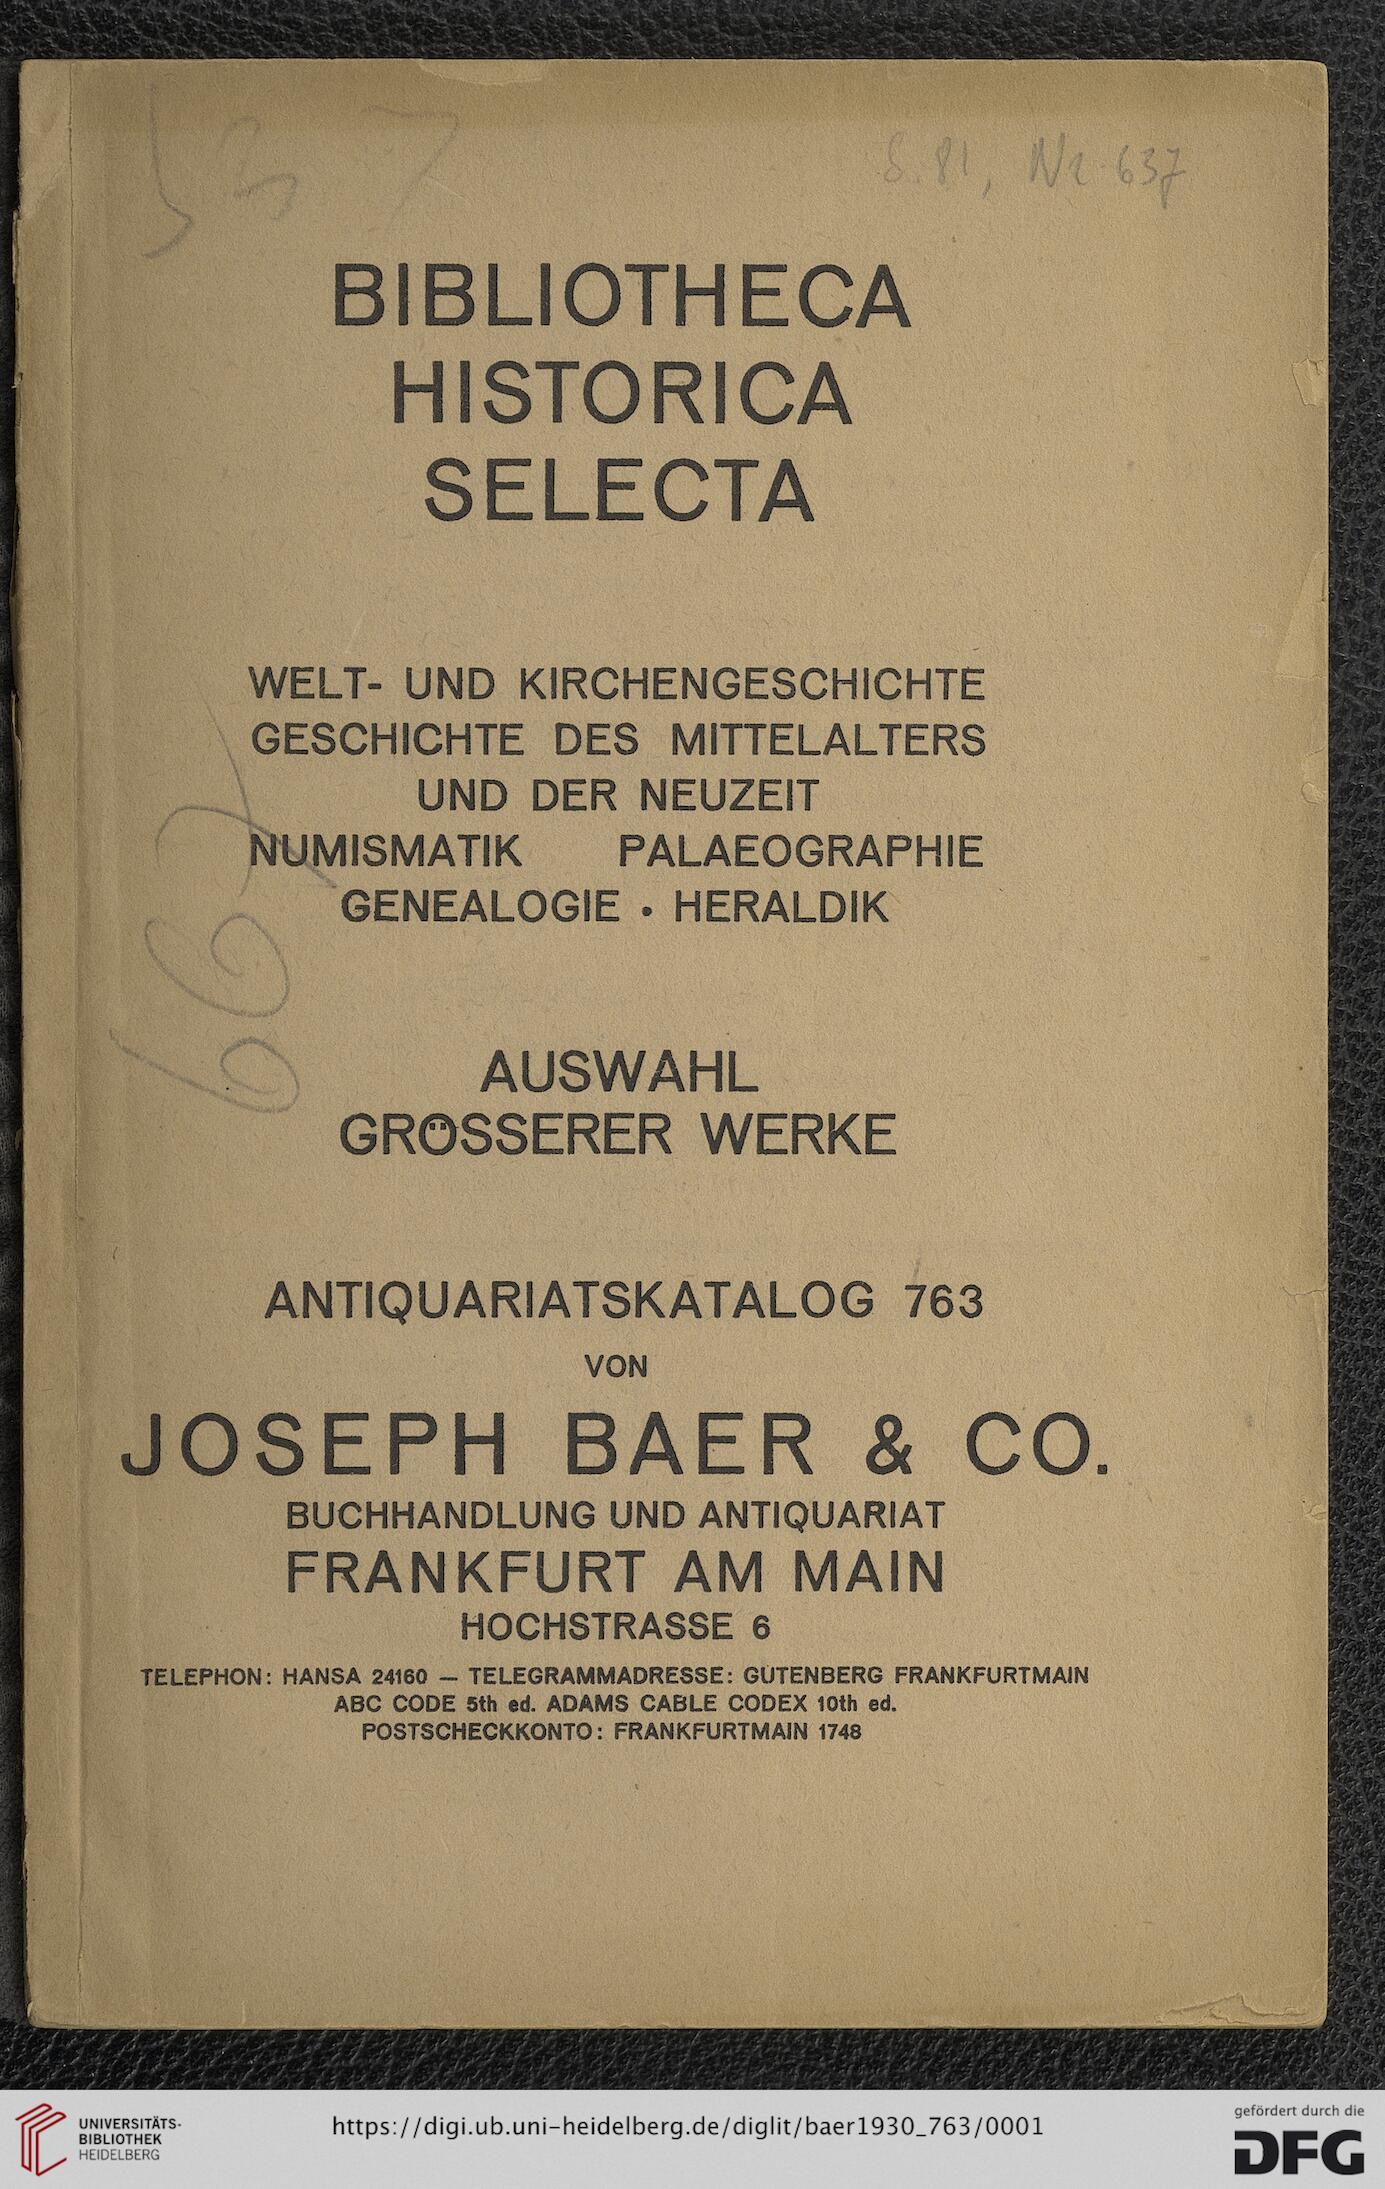 S. 81, Nr. 637
BIBLIOTHECA
HISTORICA
SELECTA
WELT- UND KIRCHENGESCHICHTE
GESCHICHTE DES MITTELALTERS
UND DER NEUZEIT
NUMISMATIK PALAEOGRAPHIE
GENEALOGIE • HERALDIK
AUSWAHL
GRÖSSERER WERKE
ANTIQUARIATSKATALOG 763
VON
JOSEPH BAER & CO.
BUCHHANDLUNG UND ANTIQUARIAT
FRANKFURT AM MAIN
HOCHSTRASSE 6
TELEPHON: HANSA 24160 — TELEGRAMMADRESSE: GUTENBERG FRANKFURTMAIN
ABC CODE 5th ed. ADAMS CABLE CODEX 10th ed.
POSTSCHECKKONTO: FRANKFURTMAIN 1748
UNIVERSITÄTS-
BIBLIOTHEK
HEIDELBERG
https://digi.ub.uni-heidelberg.de/diglit/baer1930_763/0001
gefördert durch die
DFG